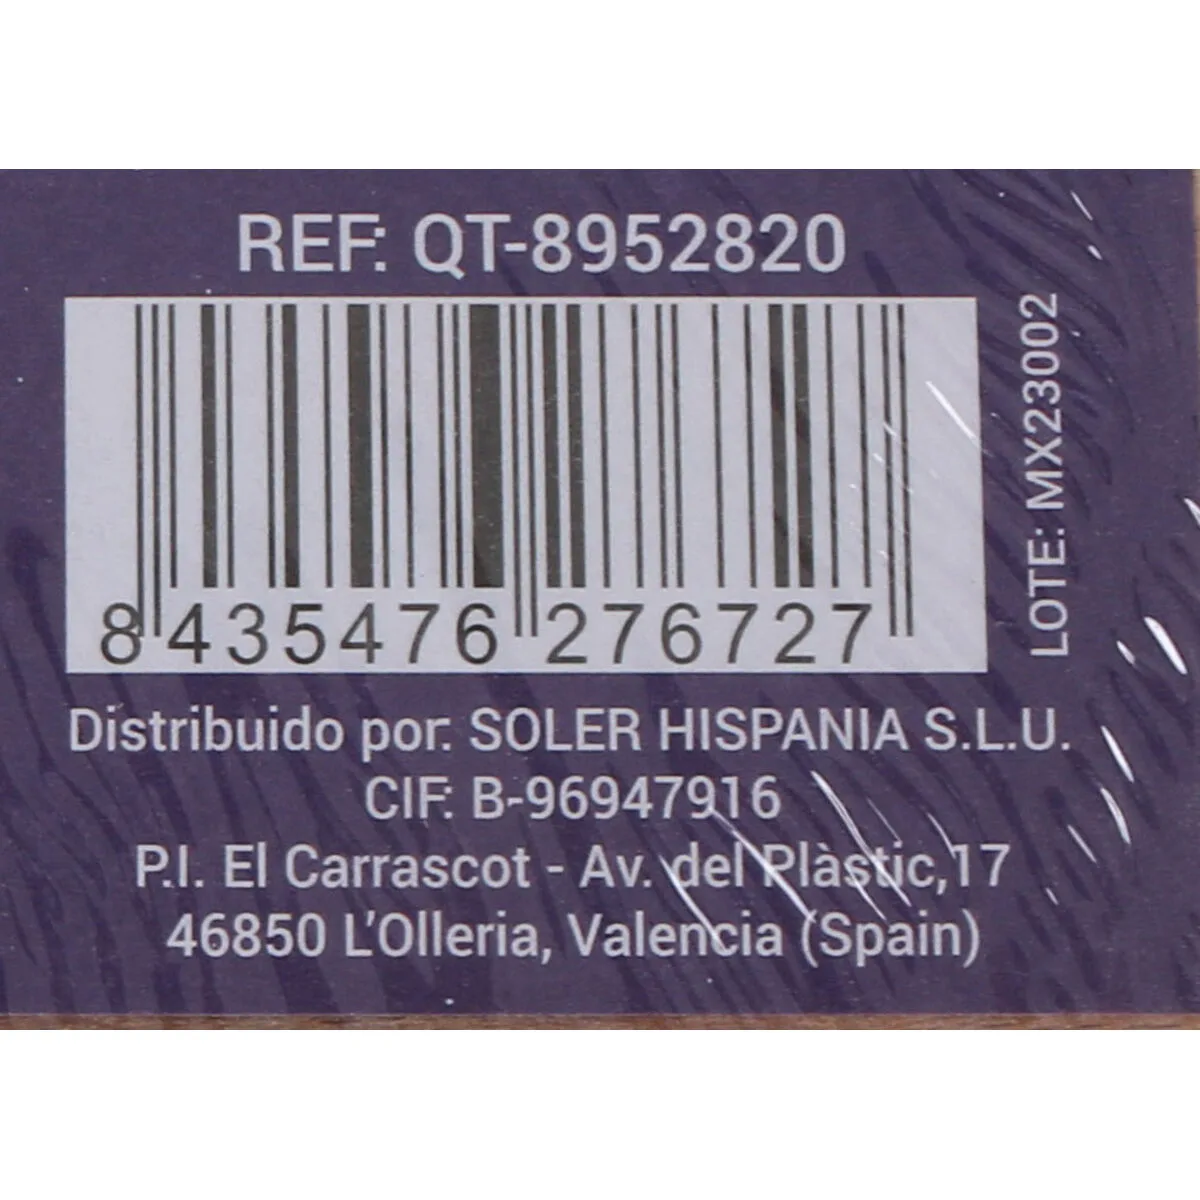 REF: QT-8952820
8 435476 276727
LOTE: MX23002
Distribuido por: SOLER HISPANIA S.L.U.
CIF: B-96947916
P.I. El Carrascot - Av. del Plàstic,17
46850 L'Olleria, Valencia (Spain)